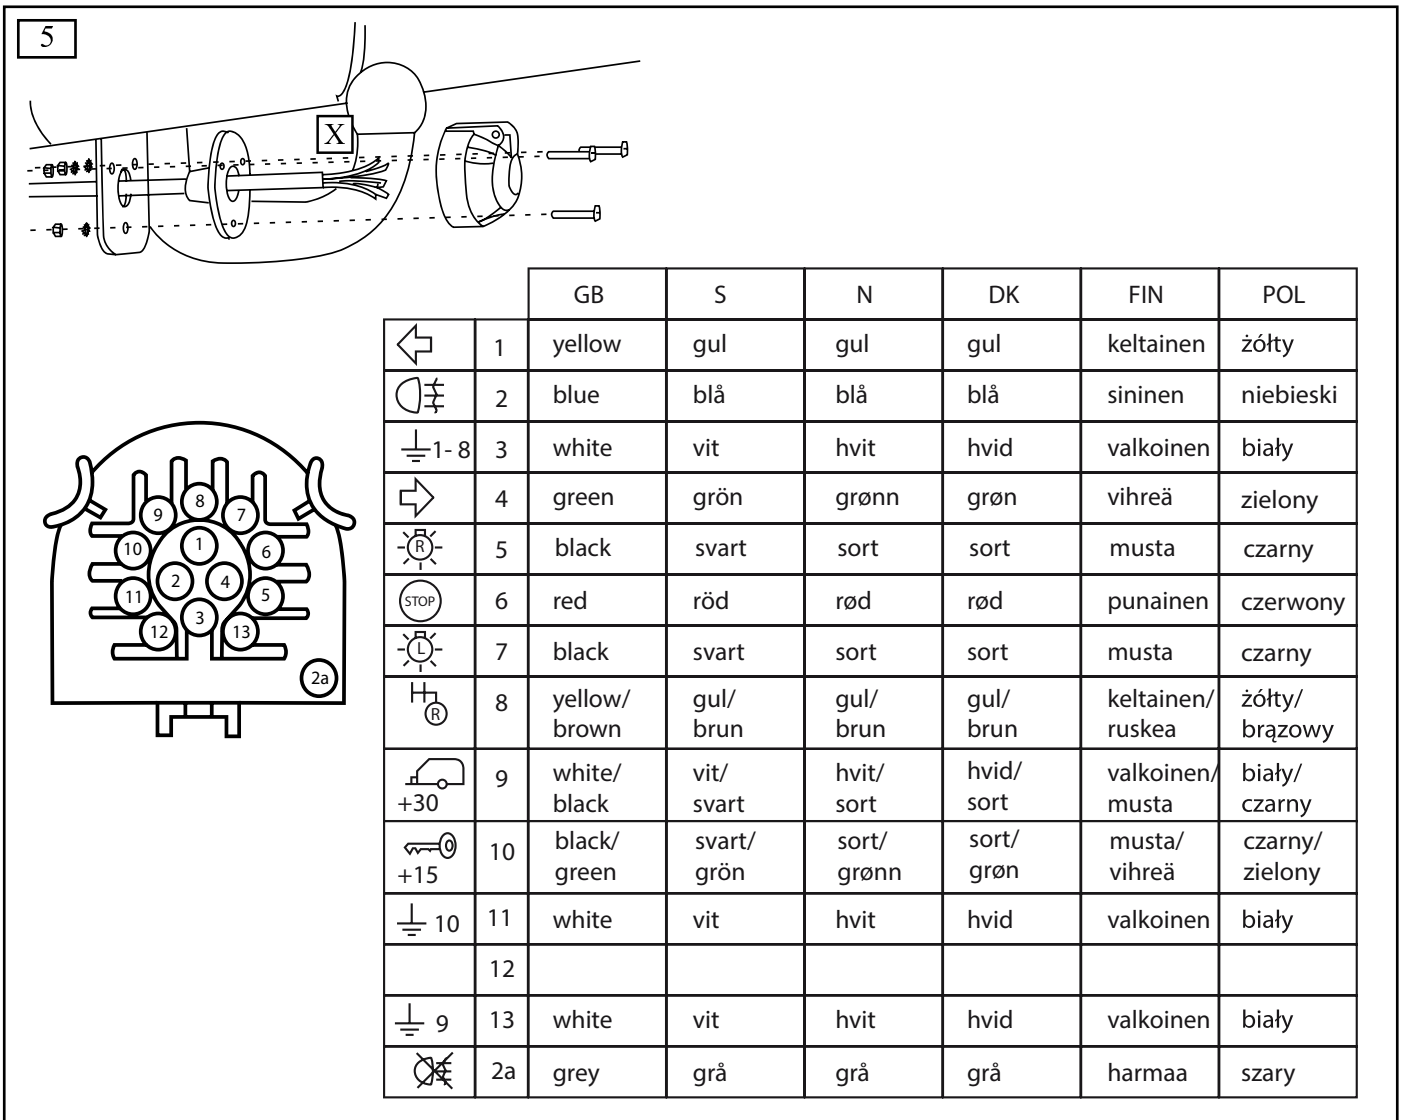 5
X
GB S N DK FIN POL
1 yellow gul gul gul keltainen żółty
2 blue blå blå blå sininen niebieski
1- 8 3 white vit hvit hvid valkoinen biały
4 green grön grønn grøn vihreä zielony
R 5 black svart sort sort musta czarny
STOP 6 red röd rød rød punainen czerwony
L 7 black svart sort sort musta czarny
R 8 yellow/ gul/ gul/ gul/ keltainen/ żółty/
brown brun brun brun ruskea brązowy
9 white/ vit/ hvit/ hvid/ valkoinen/ biały/
+30 black svart sort sort musta czarny
10 black/ svart/ sort/ sort/ musta/ czarny/
+15 green grön grønn grøn vihreä zielony
10 11 white vit hvit hvid valkoinen biały
12
9 13 white vit hvit hvid valkoinen biały
2a grey grå grå grå harmaa szary
8
9 7
1
10 6
2 4
11 5
3
12 13
2a